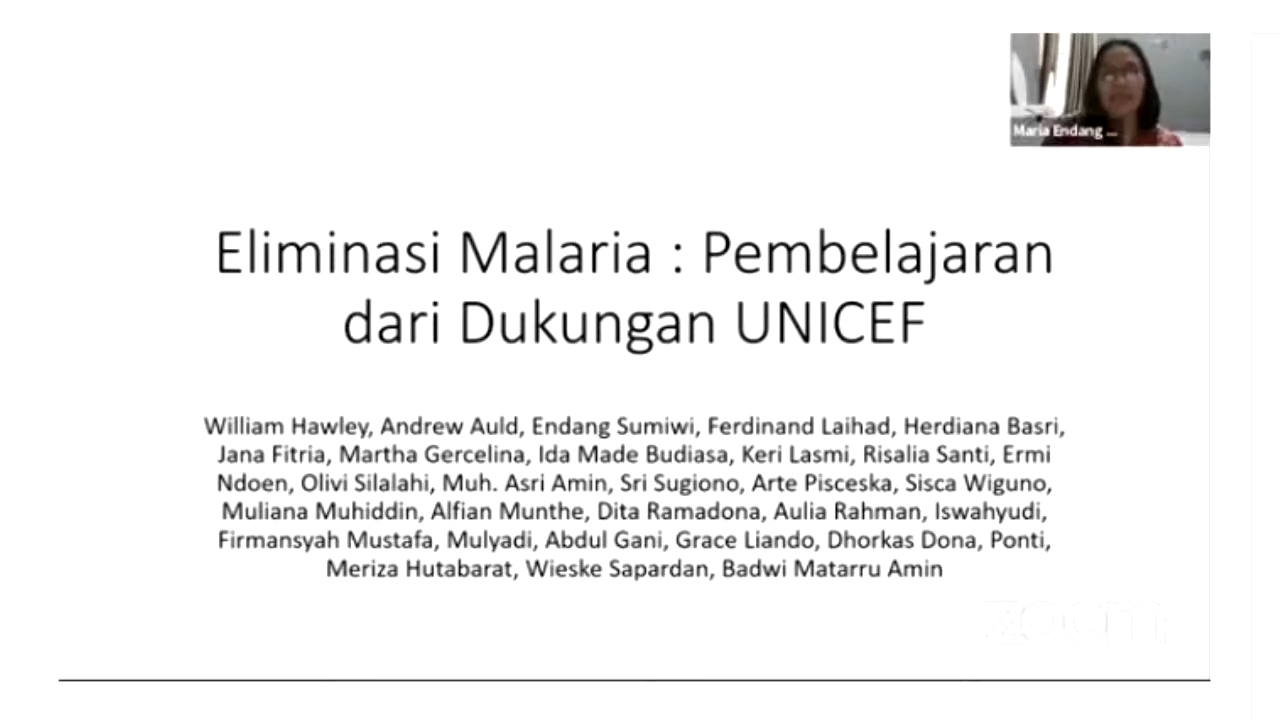 Maria Endang ...
Eliminasi Malaria : Pembelajaran
dari Dukungan UNICEF
William Hawley, Andrew Auld, Endang Sumiwi, Ferdinand Laihad, Herdiana Basri,
Jana Fitria, Martha Gercelina, Ida Made Budiasa, Keri Lasmi, Risalia Santi, Ermi
Ndoen, Olivi Silalahi, Muh. Asri Amin, Sri Sugiono, Arte Pisceska, Sisca Wiguno,
Muliana Muhiddin, Alfian Munthe, Dita Ramadona, Aulia Rahman, Iswahyudi,
Firmansyah Mustafa, Mulyadi, Abdul Gani, Grace Liando, Dhorkas Dona, Ponti,
Meriza Hutabarat, Wieske Sapardan, Badwi Matarru Amin
zoom